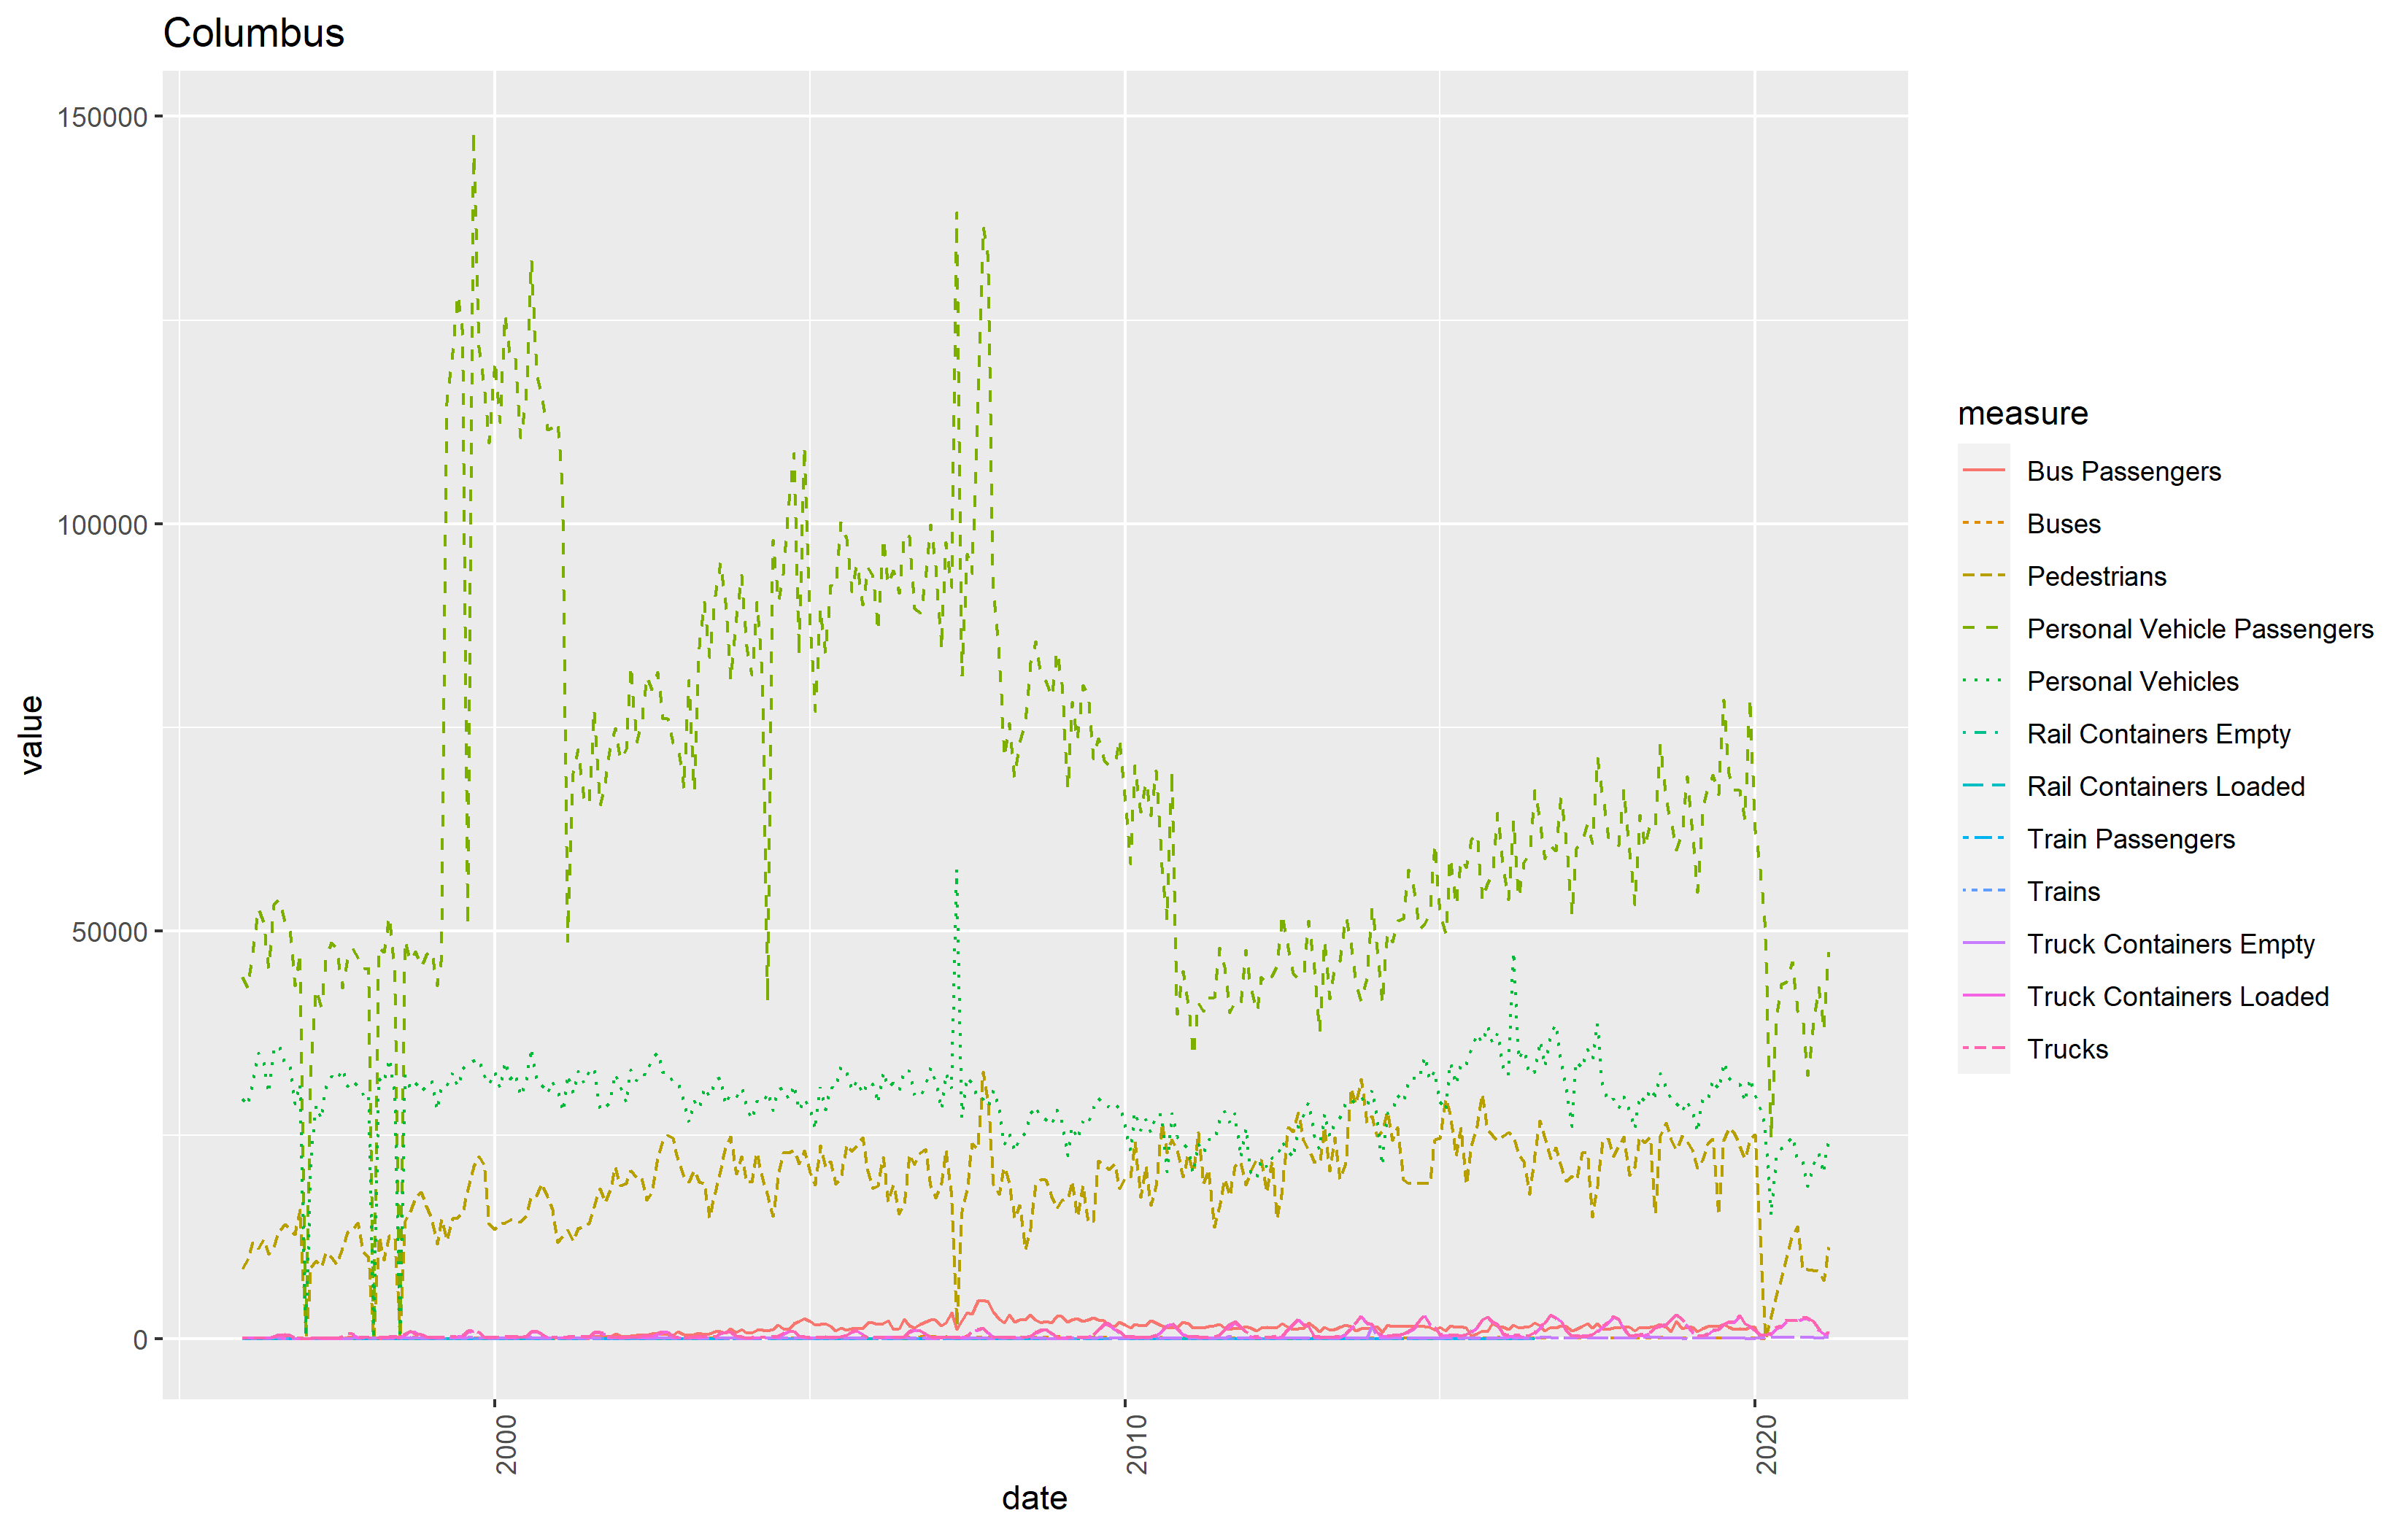 Columbus
150000
100000
50000
0
value
2000
2010
2020
date
measure
Bus Passengers
Buses
Pedestrians
Personal Vehicle Passengers
Personal Vehicles
Rail Containers Empty
Rail Containers Loaded
Train Passengers
Trains
Truck Containers Empty
Truck Containers Loaded
Trucks